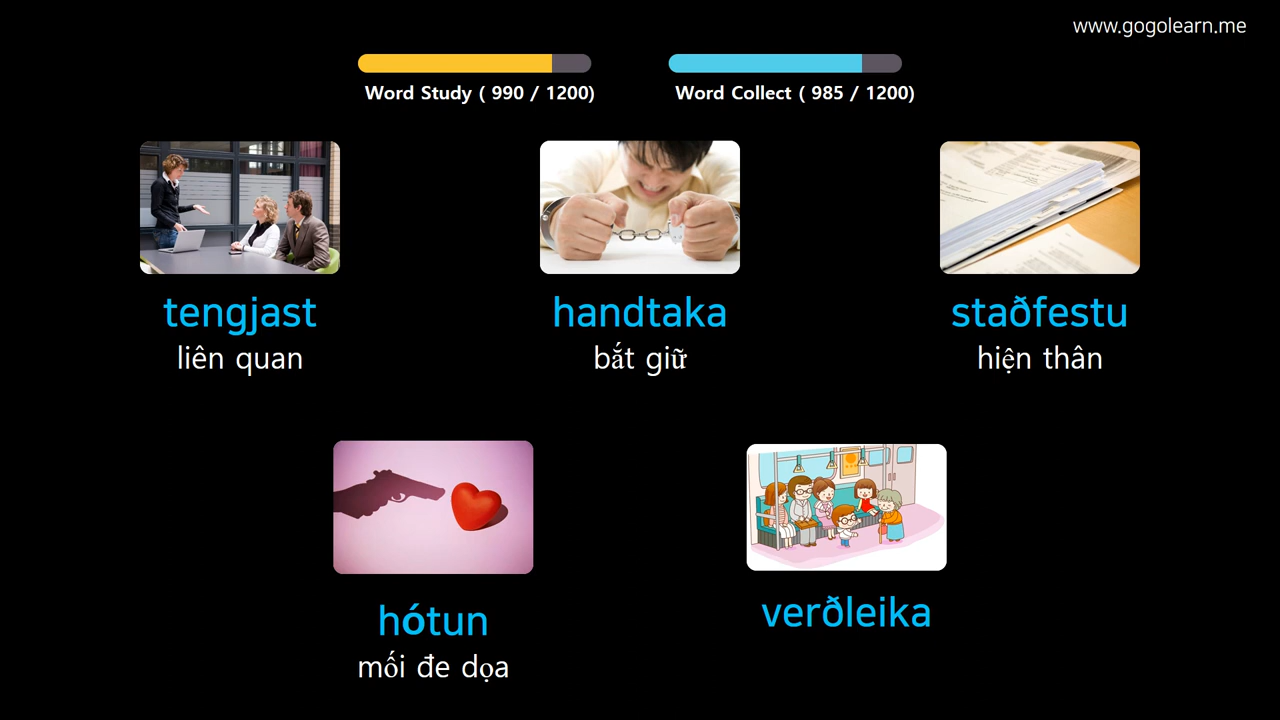 www.gogolearn.me
Word Study ( 990 / 1200)
Word Collect ( 985 / 1200)
tengjast
liên quan
handtaka
bắt giữ
staðfestu
hiện thân
hótun
mối đe dọa
verðleika